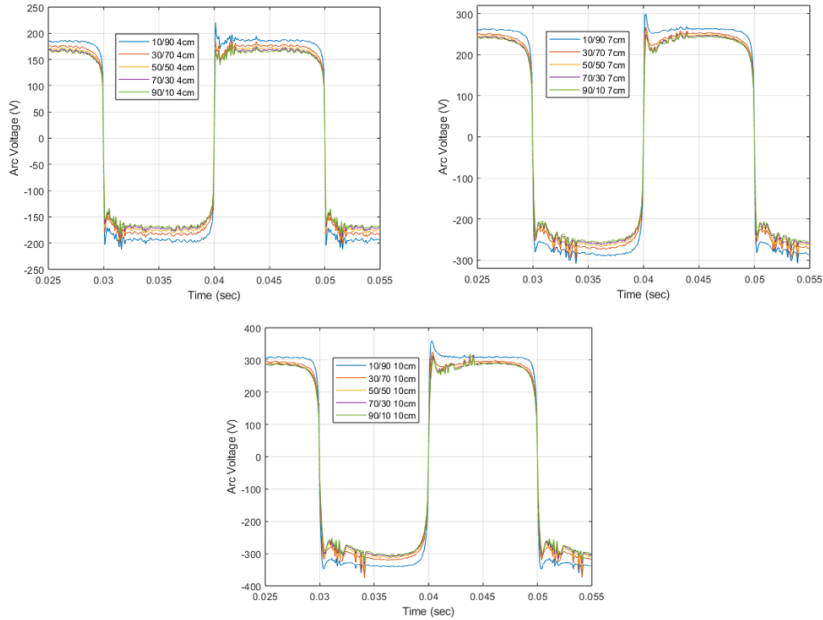 250
200
150
100
50
0
-50
-100
-150
-200
-250
Arc Voltage (V)
10/90 4cm
30/70 4cm
50/50 4cm
70/30 4cm
90/10 4cm
0.025 0.03 0.035 0.04 0.045 0.05 0.055
Time (sec)
300
200
100
0
-100
-200
-300
Arc Voltage (V)
10/90 7cm
30/70 7cm
50/50 7cm
70/30 7cm
90/10 7cm
0.025 0.03 0.035 0.04 0.045 0.05 0.055
Time (sec)
400
300
200
100
0
-100
-200
-300
-400
Arc Voltage (V)
10/90 10cm
30/70 10cm
50/50 10cm
70/30 10cm
90/10 10cm
0.025 0.03 0.035 0.04 0.045 0.05 0.055
Time (sec)